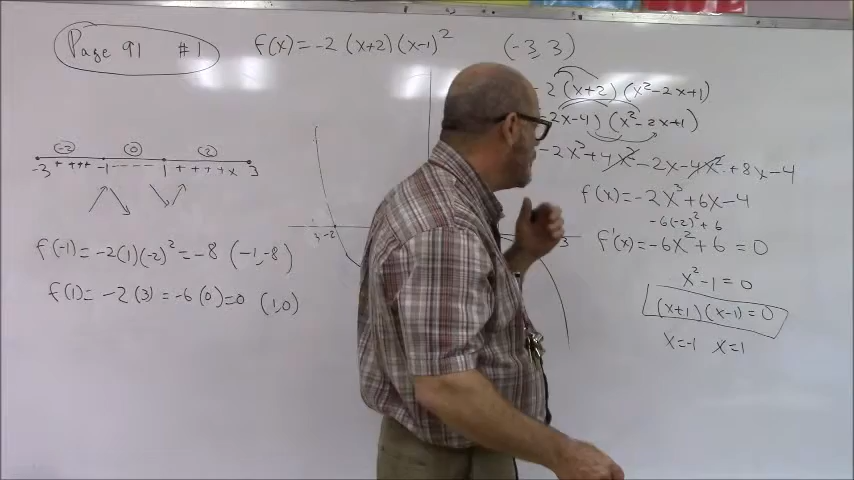 Page 91 #1
f(x) = -2 (x+2)(x-1)²
(-3, 3)
2 (x+2) (x²-2x+1)
2x-4) (x²-2x+1)
-2x³+4x²-2x-4x²+8x-4
f(x) = -2x³+6x-4
-6(-2)²+6
f'(x) = -6x²+6 = 0
x²-1=0
(x+1)(x-1)=0
x=-1 x=1
-2 0 2
-3 ++++ -1 ---- 1 ++++x 3
f(-1) = -2(1)(-2)² = -8 (-1,-8)
f(1) = -2(3) = -6(0)=0 (1,0)
-2
3